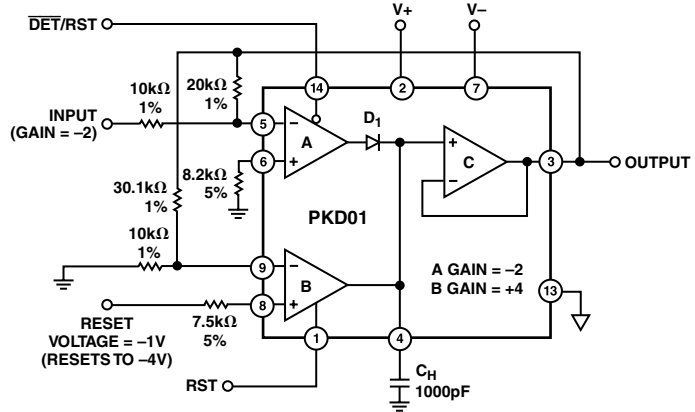 DET/RST
V+
V–
10kΩ
1%
20kΩ
1%
14
2
7
INPUT
(GAIN = –2)
5
–
A
D1
+
C
–
3
OUTPUT
6
+
8.2kΩ
5%
30.1kΩ
1%
PKD01
10kΩ
1%
9
–
B
A GAIN = –2
B GAIN = +4
13
8
+
RESET
VOLTAGE = –1V
(RESETS TO –4V)
7.5kΩ
5%
1
4
RST
CH
1000pF